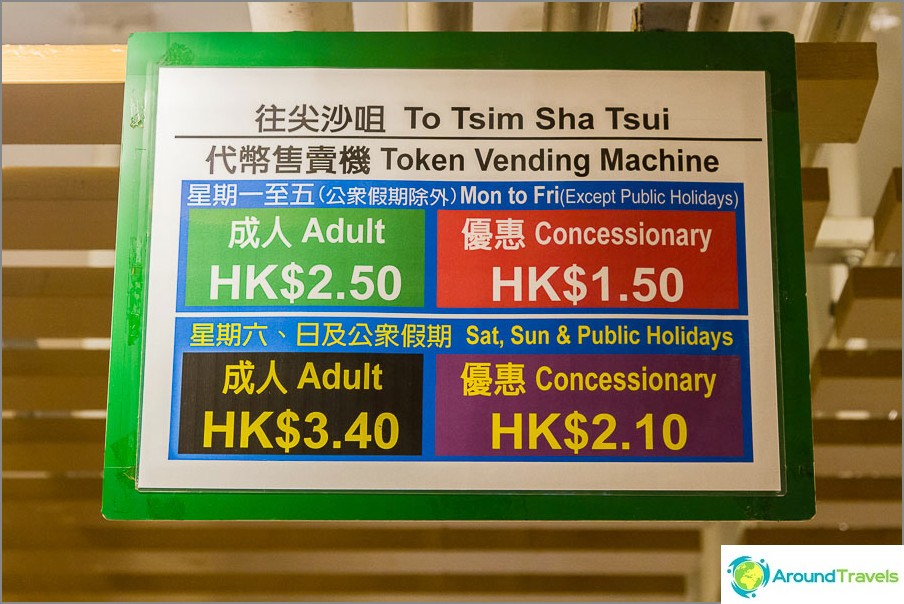 往尖沙咀 To Tsim Sha Tsui
代幣售賣機 Token Vending Machine
星期一至五(公眾假期除外) Mon to Fri(Except Public Holidays)
成人 Adult
HK$2.50
優惠 Concessionary
HK$1.50
星期六、日及公眾假期 Sat, Sun & Public Holidays
成人 Adult
HK$3.40
優惠 Concessionary
HK$2.10
AroundTravels